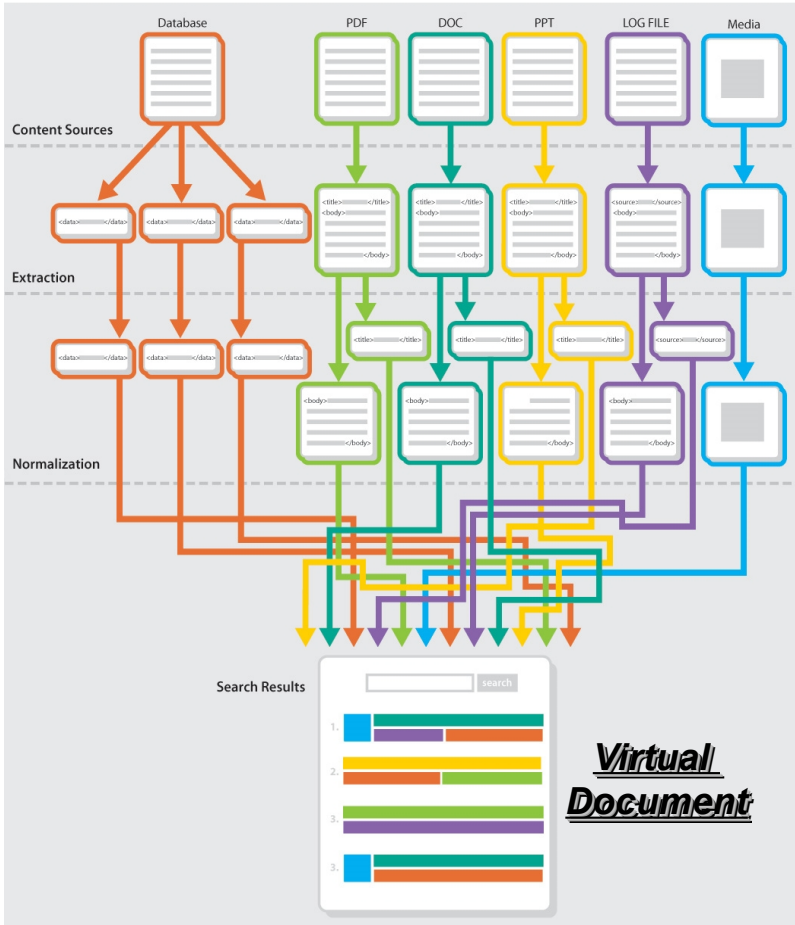 Database PDF DOC PPT LOG FILE Media
Content Sources
<title></title> <title></title> <title></title> <source></source>
<body> <body> <body> <body>
<data></data> <data></data> <data></data>
</body> </body> </body> </body>
Extraction
<title></title> <title></title> <title></title> <source></source>
<data></data> <data></data> <data></data>
<body> <body> <body>
</body> </body> </body> </body>
Normalization
Search Results
search
1.
2.
3.
3.
Virtual
Document